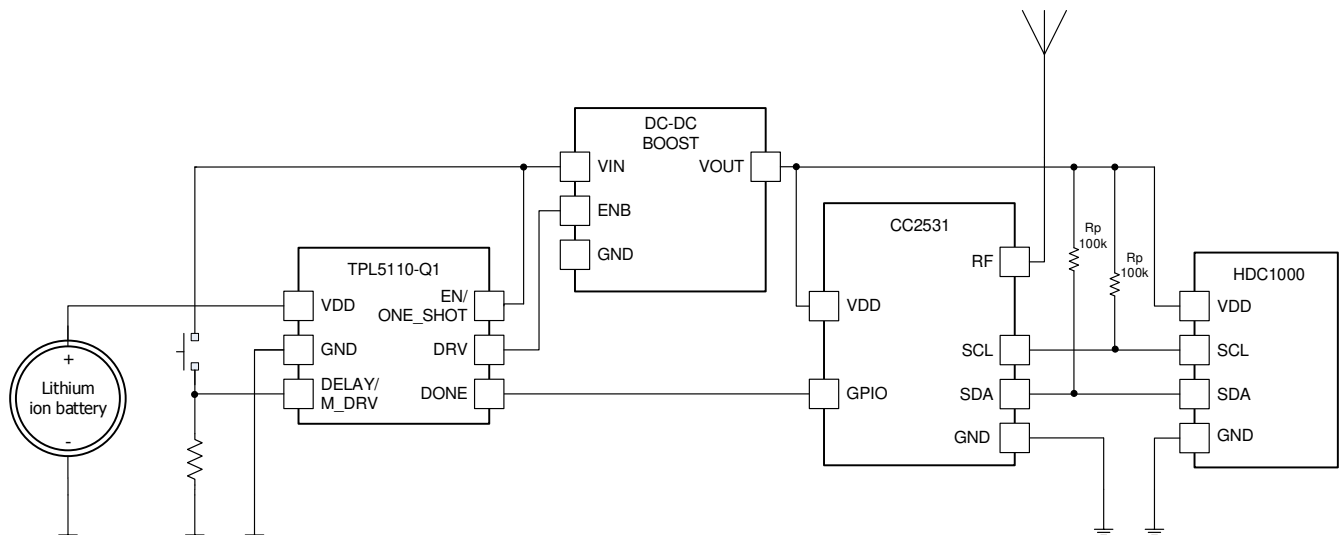 DC-DC
BOOST
VIN
VOUT
ENB
GND
TPL5110-Q1
VDD
EN/
ONE_SHOT
GND
DRV
DELAY/
M_DRV
DONE
+
Lithium
ion battery
-
CC2531
RF
VDD
SCL
GPIO
SDA
GND
Rp
100k
Rp
100k
HDC1000
VDD
SCL
SDA
GND